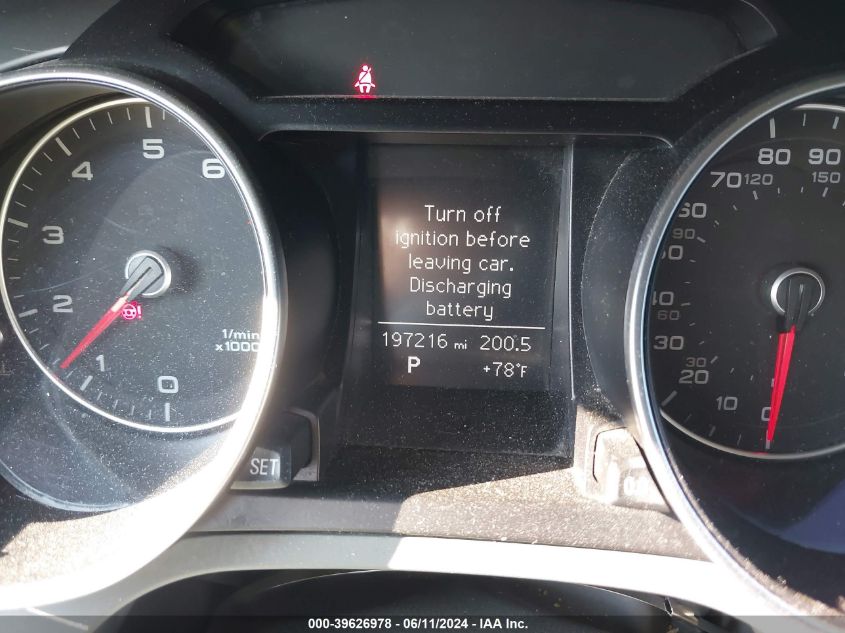 5
6
4
3
2
1
0
1/min
x1000
SET
Turn off
ignition before
leaving car.
Discharging
battery
197216 mi 200.5
P +78°F
80 90
70 120 150
60
90
50
40
60
30
30
20
10
0
000-39626978 - 06/11/2024 - IAA Inc.